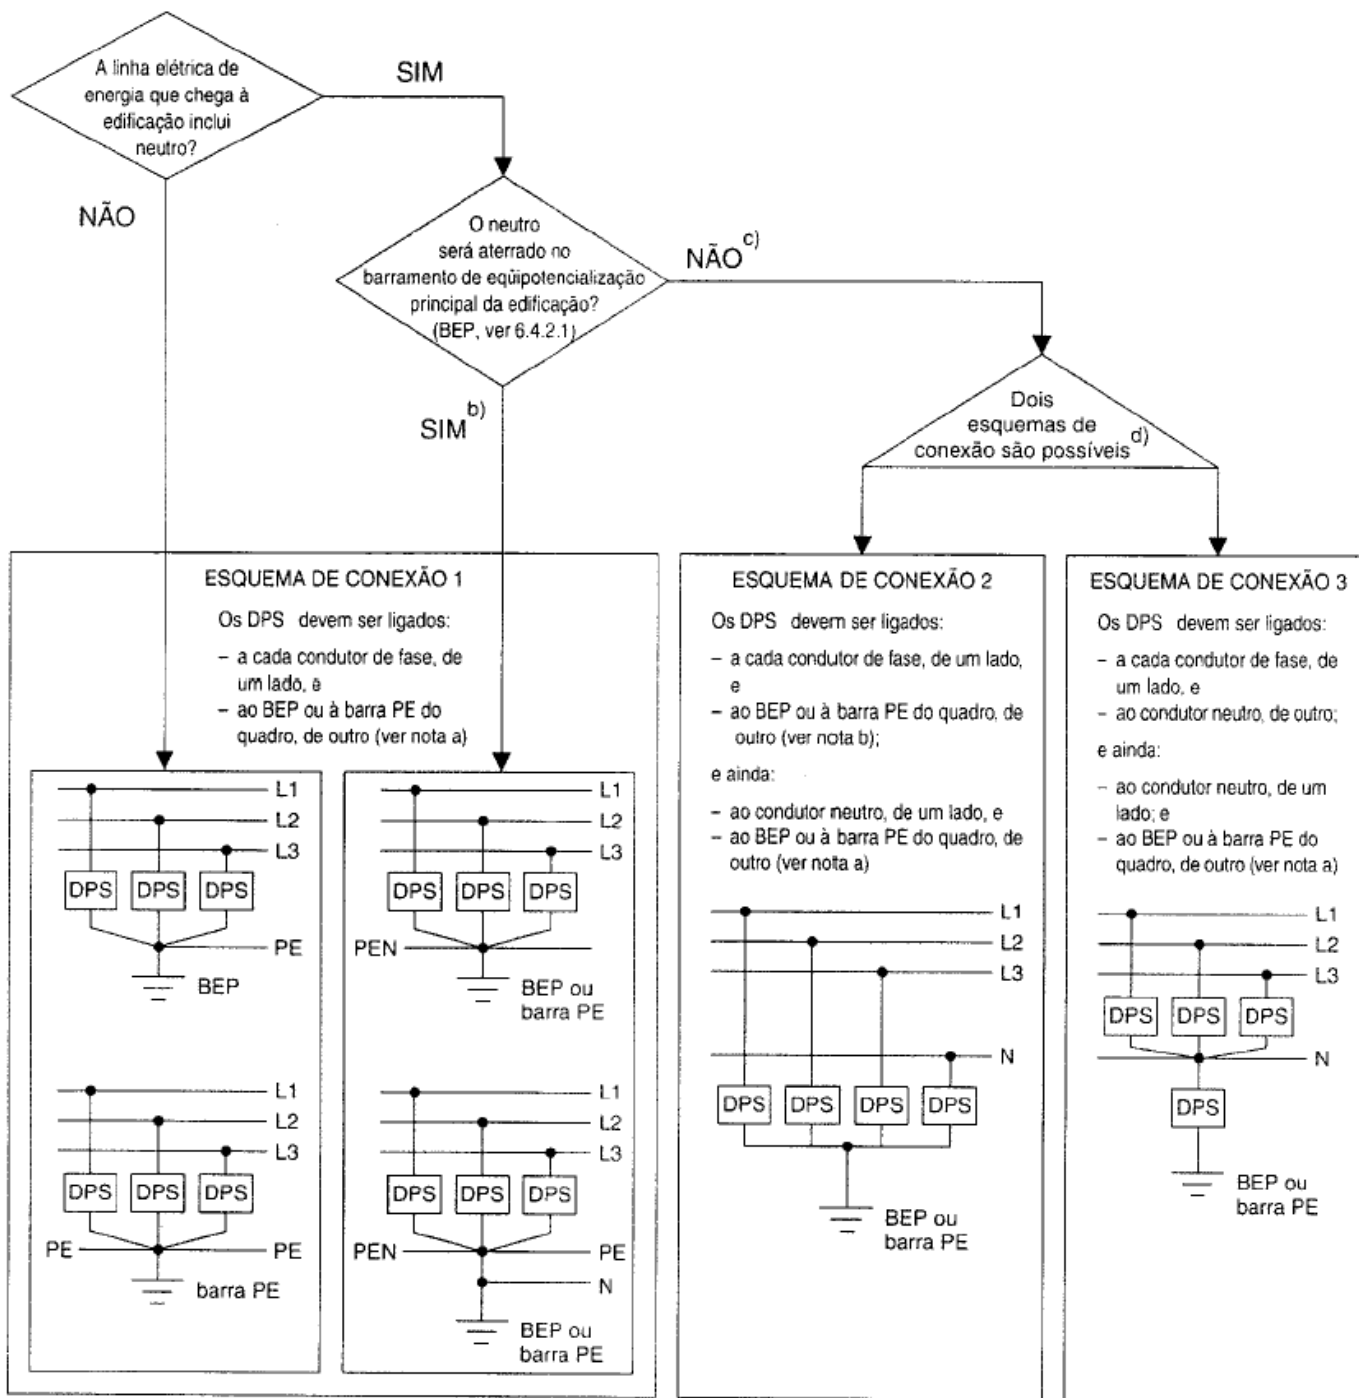 A linha elétrica de
energia que chega à
edificação inclui
neutro?
SIM
NÃO
O neutro
será aterrado no
barramento de eqüipotencialização
principal da edificação?
(BEP, ver 6.4.2.1)
NÃO c)
SIM b)
Dois
esquemas de
conexão são possíveis d)
ESQUEMA DE CONEXÃO 1
Os DPS devem ser ligados:
– a cada condutor de fase, de
um lado, e
– ao BEP ou à barra PE do
quadro, de outro (ver nota a)
L1
L2
L3
DPS DPS DPS
PE
BEP
L1
L2
L3
DPS DPS DPS
PE PE
barra PE
L1
L2
L3
DPS DPS DPS
PEN
BEP ou
barra PE
L1
L2
L3
DPS DPS DPS
PEN PE
N
BEP ou
barra PE
ESQUEMA DE CONEXÃO 2
Os DPS devem ser ligados:
– a cada condutor de fase, de um lado,
e
– ao BEP ou à barra PE do quadro, de
outro (ver nota b);
e ainda:
– ao condutor neutro, de um lado, e
– ao BEP ou à barra PE do quadro, de
outro (ver nota a)
L1
L2
L3
N
DPS DPS DPS DPS
BEP ou
barra PE
ESQUEMA DE CONEXÃO 3
Os DPS devem ser ligados:
– a cada condutor de fase, de
um lado, e
– ao condutor neutro, de outro;
e ainda:
– ao condutor neutro, de um
lado; e
– ao BEP ou à barra PE do
quadro, de outro (ver nota a)
L1
L2
L3
DPS DPS DPS
N
DPS
BEP ou
barra PE